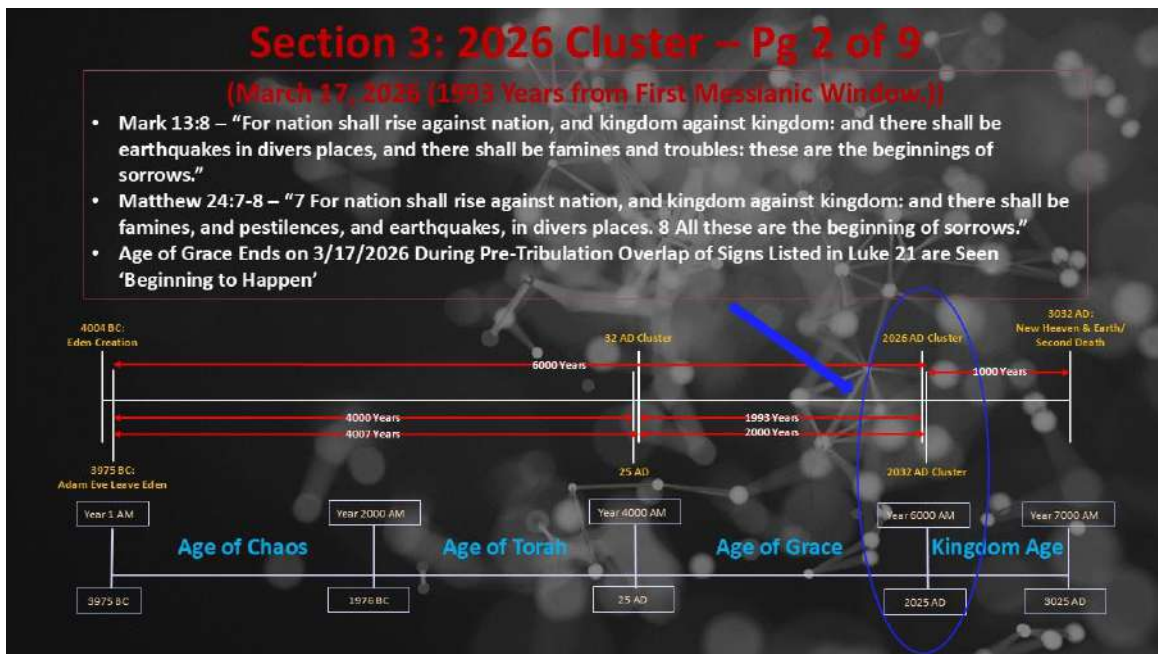 Section 3: 2026 Cluster – Pg 2 of 9
(March 17, 2026 (1993 Years from First Messianic Window.))
• Mark 13:8 – “For nation shall rise against nation, and kingdom against kingdom: and there shall be
earthquakes in divers places, and there shall be famines and troubles: these are the beginnings of
sorrows.”
• Matthew 24:7-8 – “7 For nation shall rise against nation, and kingdom against kingdom: and there shall be
famines, and pestilences, and earthquakes, in divers places. 8 All these are the beginning of sorrows.”
• Age of Grace Ends on 3/17/2026 During Pre-Tribulation Overlap of Signs Listed in Luke 21 are Seen
‘Beginning to Happen’
4004 BC:
Eden Creation
32 AD Cluster
2026 AD Cluster
3032 AD:
New Heaven & Earth/
Second Death
6000 Years
1000 Years
4000 Years
1993 Years
4007 Years
2000 Years
3975 BC:
Adam Eve Leave Eden
25 AD
2032 AD Cluster
Year 1 AM
Year 2000 AM
Year 4000 AM
Year 6000 AM
Year 7000 AM
Age of Chaos
Age of Torah
Age of Grace
Kingdom Age
3975 BC
1976 BC
25 AD
2025 AD
3025 AD